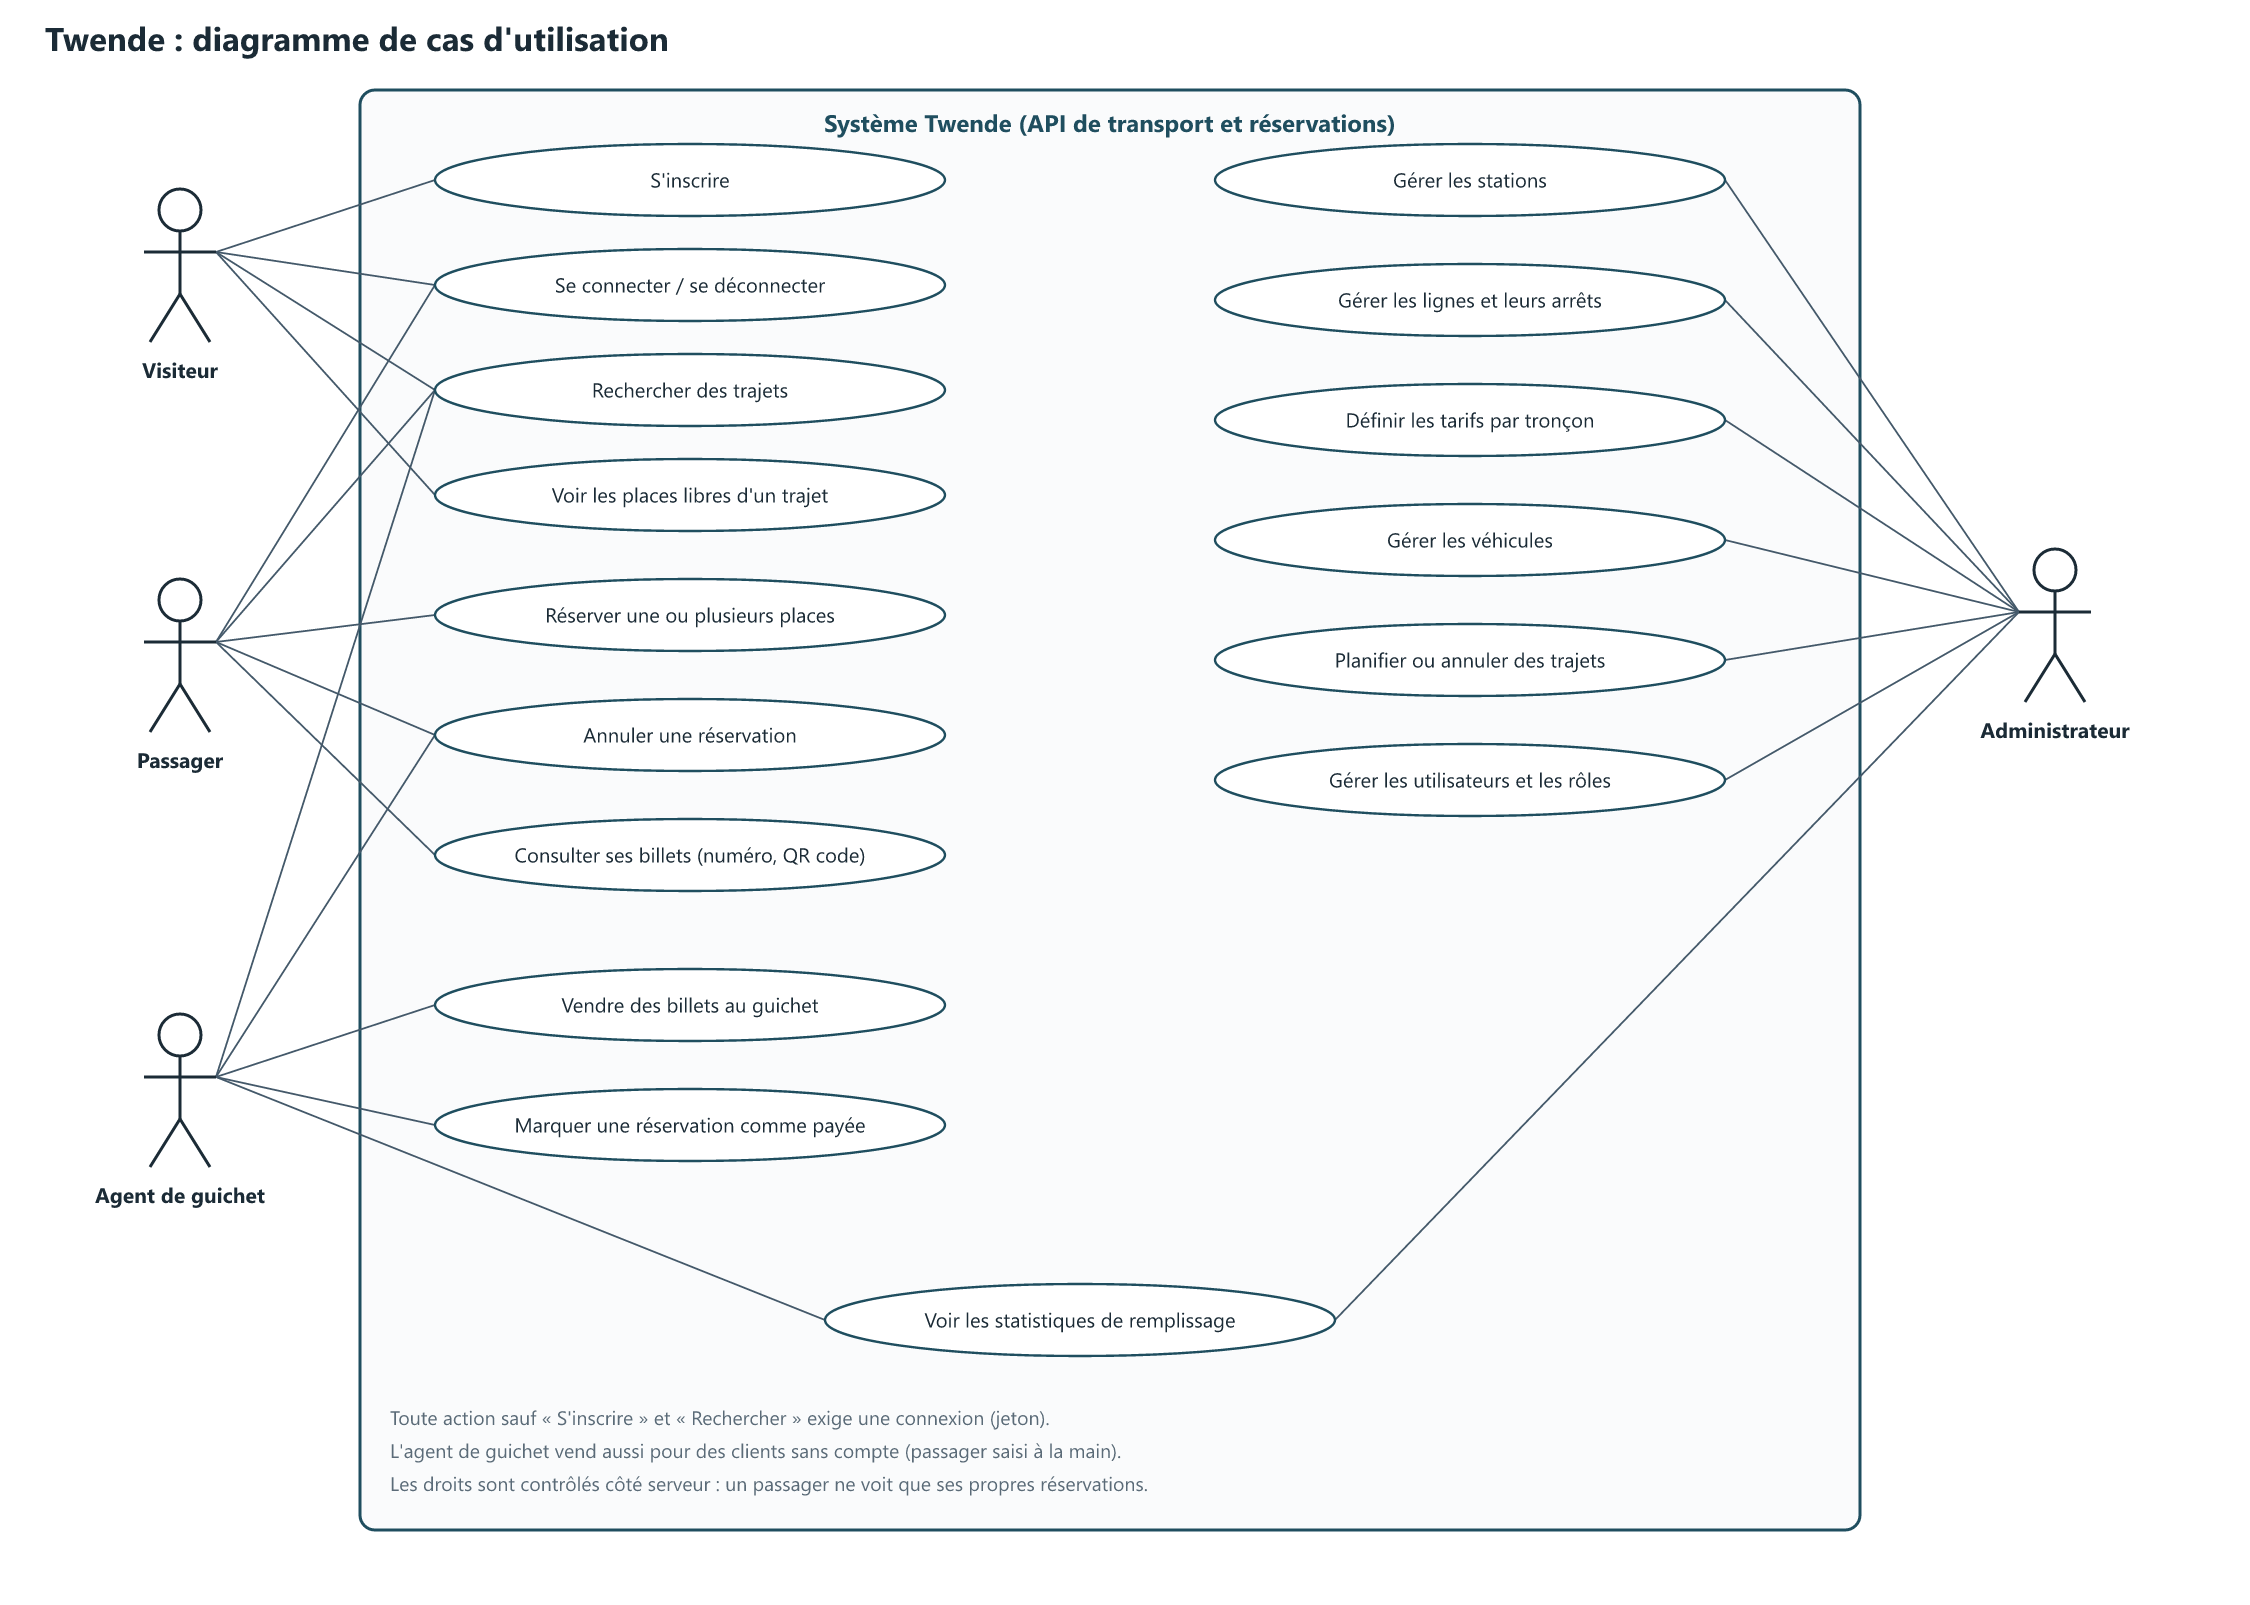 Twende : diagramme de cas d'utilisation
Système Twende (API de transport et réservations)
S'inscrire
Se connecter / se déconnecter
Rechercher des trajets
Voir les places libres d'un trajet
Réserver une ou plusieurs places
Annuler une réservation
Consulter ses billets (numéro, QR code)
Vendre des billets au guichet
Marquer une réservation comme payée
Gérer les stations
Gérer les lignes et leurs arrêts
Définir les tarifs par tronçon
Gérer les véhicules
Planifier ou annuler des trajets
Gérer les utilisateurs et les rôles
Voir les statistiques de remplissage
Visiteur
Passager
Agent de guichet
Administrateur
Toute action sauf « S'inscrire » et « Rechercher » exige une connexion (jeton).
L'agent de guichet vend aussi pour des clients sans compte (passager saisi à la main).
Les droits sont contrôlés côté serveur : un passager ne voit que ses propres réservations.